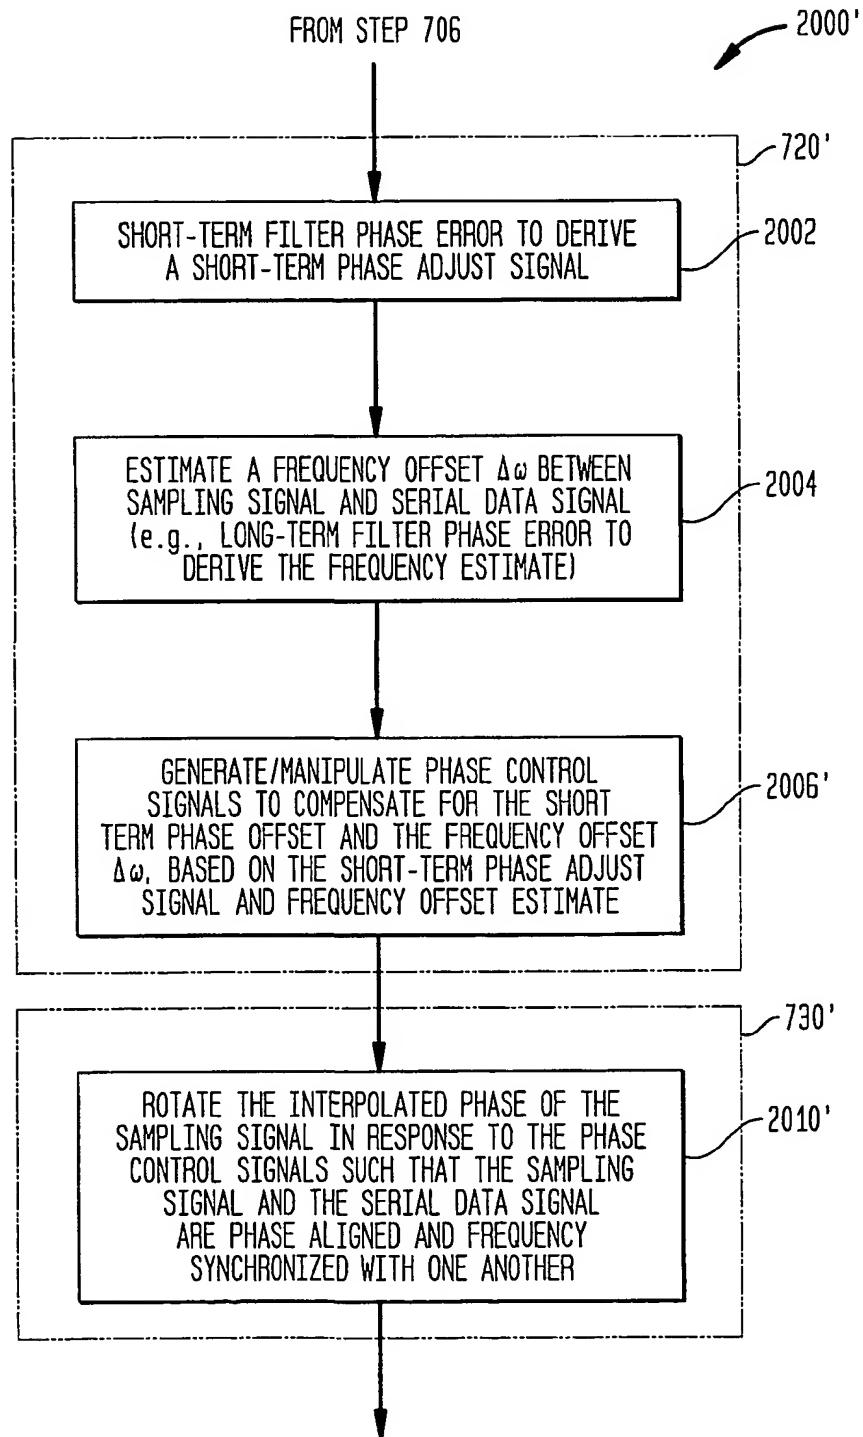 FROM STEP 706
2000'
720'
SHORT-TERM FILTER PHASE ERROR TO DERIVE
A SHORT-TERM PHASE ADJUST SIGNAL
2002
ESTIMATE A FREQUENCY OFFSET Δω BETWEEN
SAMPLING SIGNAL AND SERIAL DATA SIGNAL
(e.g., LONG-TERM FILTER PHASE ERROR TO
DERIVE THE FREQUENCY ESTIMATE)
2004
GENERATE/MANIPULATE PHASE CONTROL
SIGNALS TO COMPENSATE FOR THE SHORT
TERM PHASE OFFSET AND THE FREQUENCY OFFSET
Δω, BASED ON THE SHORT-TERM PHASE ADJUST
SIGNAL AND FREQUENCY OFFSET ESTIMATE
2006'
730'
ROTATE THE INTERPOLATED PHASE OF THE
SAMPLING SIGNAL IN RESPONSE TO THE PHASE
CONTROL SIGNALS SUCH THAT THE SAMPLING
SIGNAL AND THE SERIAL DATA SIGNAL
ARE PHASE ALIGNED AND FREQUENCY
SYNCHRONIZED WITH ONE ANOTHER
2010'